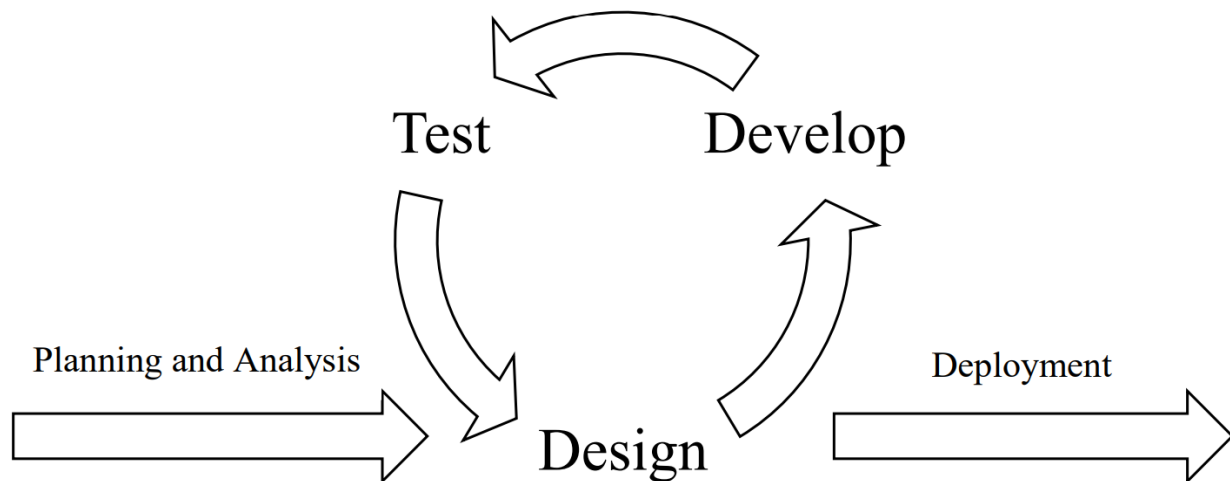 Test
Develop
Planning and Analysis
Deployment
Design